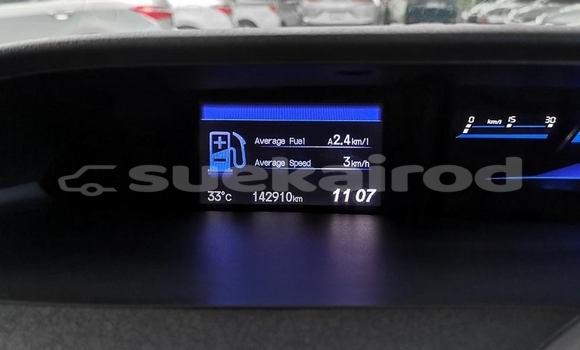 0 km/l 15 30
Average Fuel A2.4km/l
Average Speed 3km/h
suekairod
33°C 142910km 11 07